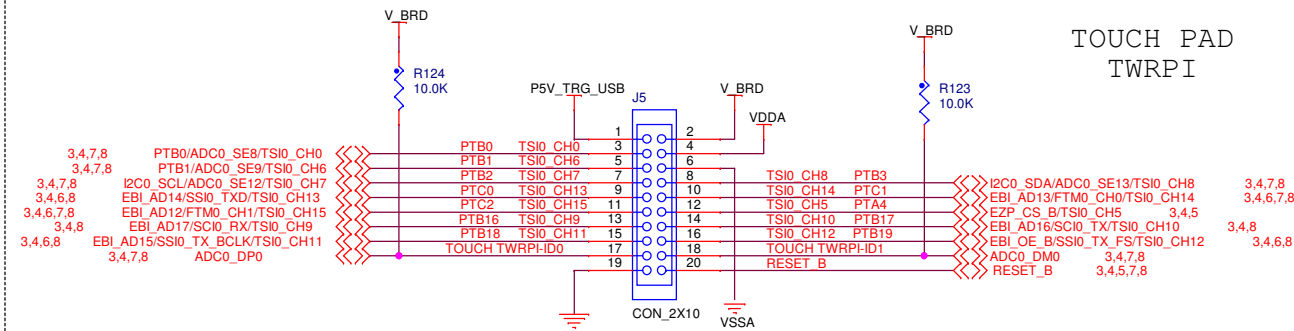 V_BRD
V_BRD
TOUCH PAD
TWRPI
R124
10.0K
P5V_TRG_USB
J5
V_BRD
R123
10.0K
VDDA
1 2
3,4,7,8 PTB0/ADC0_SE8/TSI0_CH0 PTB0 TSI0_CH0 3 4
3,4,7,8 PTB1/ADC0_SE9/TSI0_CH6 PTB1 TSI0_CH6 5 6
3,4,7,8 I2C0_SCL/ADC0_SE12/TSI0_CH7 PTB2 TSI0_CH7 7 8 TSI0_CH8 PTB3 I2C0_SDA/ADC0_SE13/TSI0_CH8 3,4,7,8
3,4,6,8 EBI_AD14/SSI0_TXD/TSI0_CH13 PTC0 TSI0_CH13 9 10 TSI0_CH14 PTC1 EBI_AD13/FTM0_CH0/TSI0_CH14 3,4,6,7,8
3,4,6,7,8 EBI_AD12/FTM0_CH1/TSI0_CH15 PTC2 TSI0_CH15 11 12 TSI0_CH5 PTA4 EZP_CS_B/TSI0_CH5 3,4,5
3,4,8 EBI_AD17/SCI0_RX/TSI0_CH9 PTB16 TSI0_CH9 13 14 TSI0_CH10 PTB17 EBI_AD16/SCI0_TX/TSI0_CH10 3,4,8
3,4,6,8 EBI_AD15/SSI0_TX_BCLK/TSI0_CH11 PTB18 TSI0_CH11 15 16 TSI0_CH12 PTB19 EBI_OE_B/SSI0_TX_FS/TSI0_CH12 3,4,6,8
3,4,7,8 ADC0_DP0 TOUCH TWRPI-ID0 17 18 TOUCH TWRPI-ID1 ADC0_DM0 3,4,7,8
19 20 RESET_B RESET_B 3,4,5,7,8
CON_2X10
VSSA